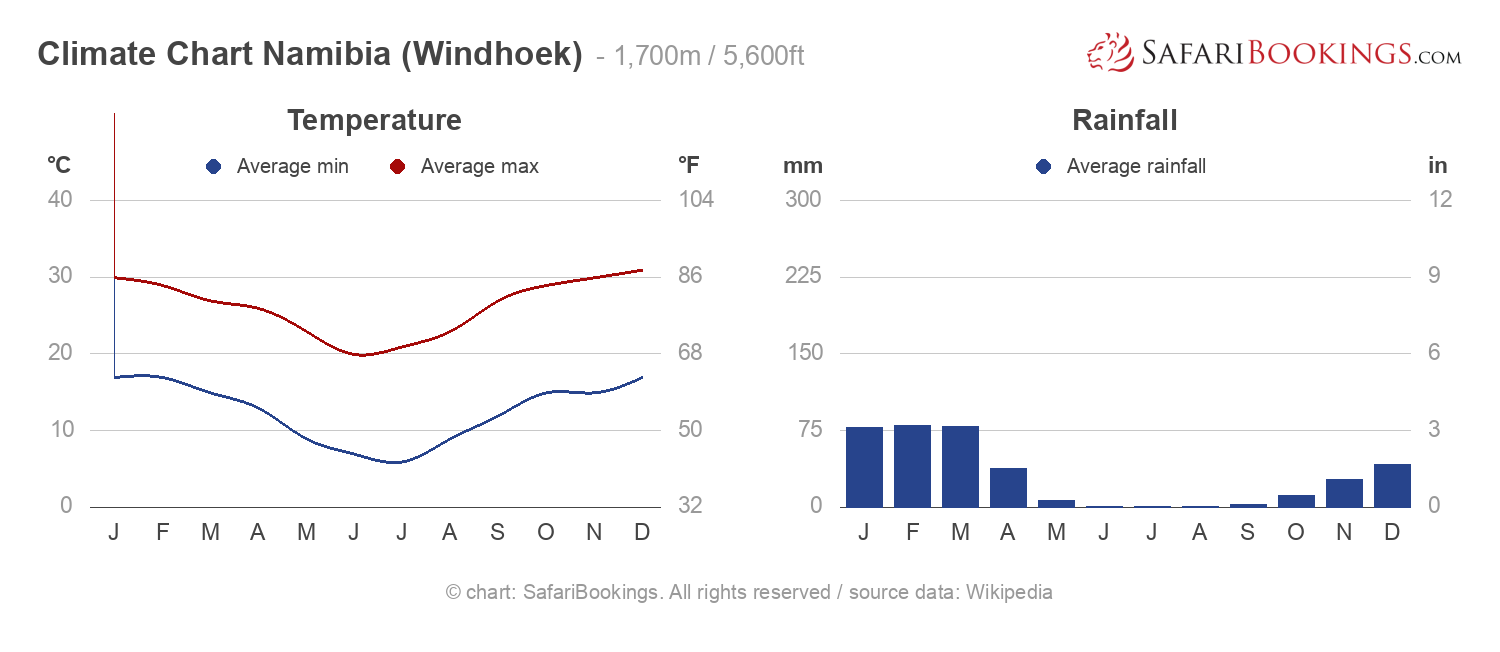 Climate Chart Namibia (Windhoek) - 1,700m / 5,600ft
SAFARIBOOKINGS.COM
Temperature
°C
Average min
Average max
°F
40
104
30
86
20
68
10
50
0
32
J F M A M J J A S O N D
Rainfall
mm
Average rainfall
in
300
12
225
9
150
6
75
3
0
0
J F M A M J J A S O N D
© chart: SafariBookings. All rights reserved / source data: Wikipedia